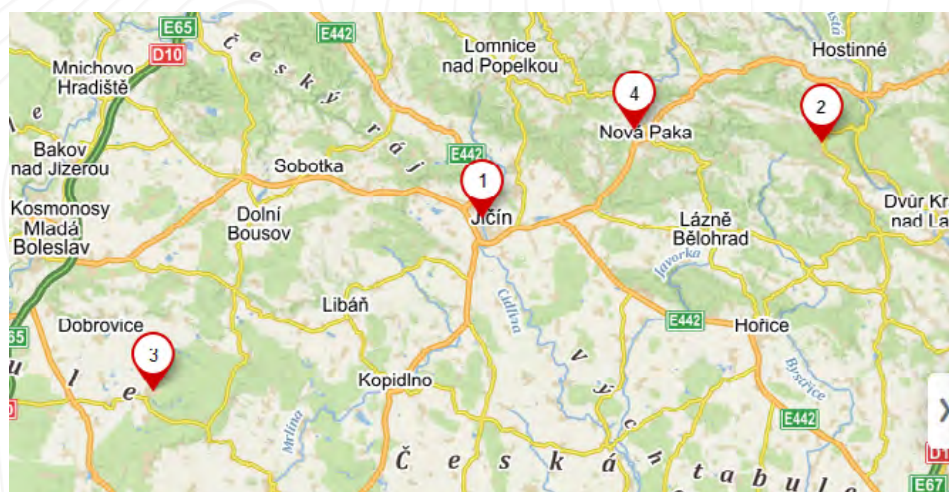 E65
E442
D10
Český ráj
Lomnice
nad Popelkou
Hostinné
Mnichovo
Hradiště
4
2
Nová Paka
Bakov
nad Jizerou
Sobotka
E442
1
Kosmonosy
Mladá
Boleslav
Dolní
Bousov
Jičín
Lázně
Bělohrad
Dvůr Kr
nad La
Javorka
Cidlina
Libáň
Dobrovice
65
3
E442
Hořice
Kopidlno
Bystřice
Mrlina
E442
Česká
Výchtabule
D1
E67